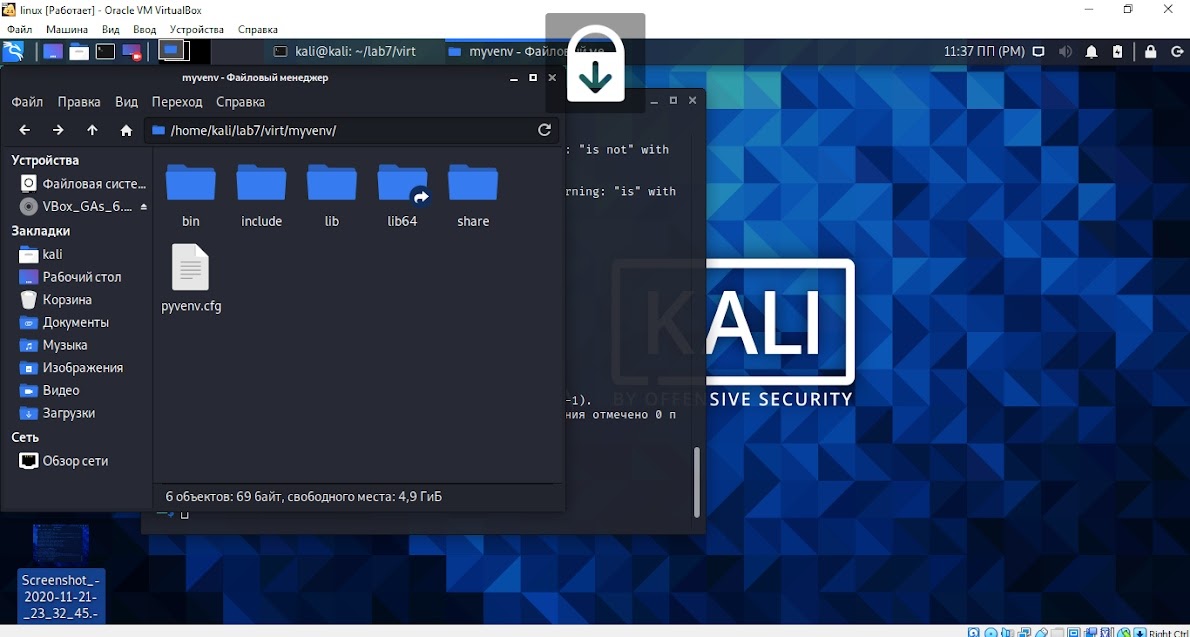 linux [Работает] - Oracle VM VirtualBox
Файл Машина Вид Ввод Устройства Справка
kali@kali: ~/lab7/virt
myvenv - Файловый ме
11:37 ПП (PM)
myvenv - Файловый менеджер
Файл Правка Вид Переход Справка
/home/kali/lab7/virt/myvenv/
Устройства
Файловая систе...
VBox_GAs_6....
Закладки
kali
Рабочий стол
Корзина
Документы
Музыка
Изображения
Видео
Загрузки
Сеть
Обзор сети
bin
include
lib
lib64
share
pyvenv.cfg
6 объектов: 69 байт, свободного места: 4,9 ГиБ
: "is not" with
rning: "is" with
-1).
ния отмечено 0 п
KALI
BY OFFENSIVE SECURITY
Screenshot_-
2020-11-21-
_23_32_45.-
Right Ctrl